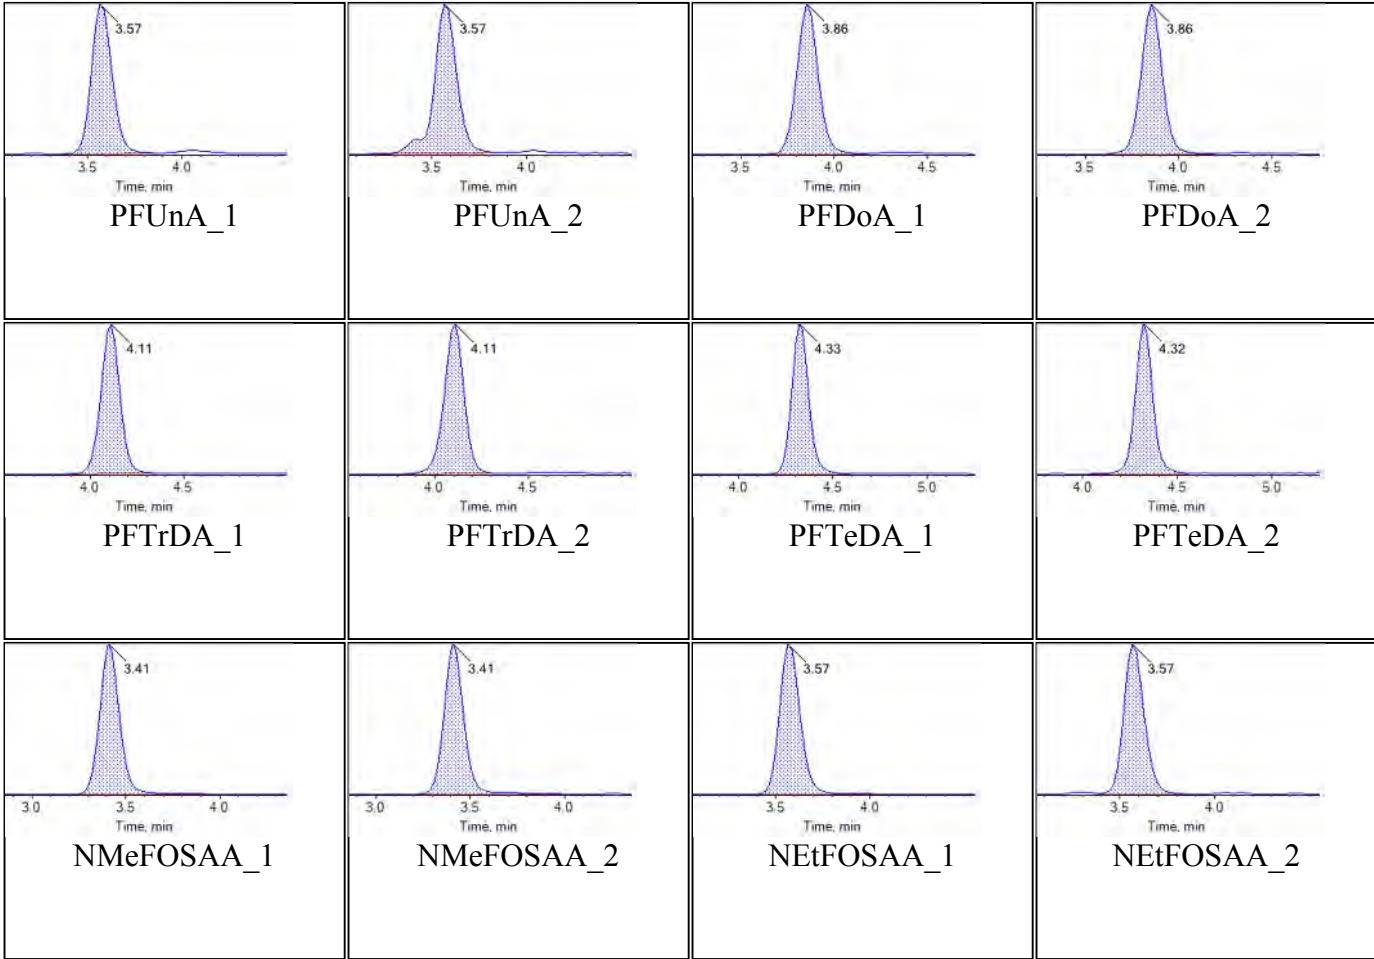 3.57
3.5 4.0
Time, min
PFUnA_1
3.57
3.5 4.0
Time, min
PFUnA_2
3.86
3.5 4.0 4.5
Time, min
PFDoA_1
3.86
3.5 4.0 4.5
Time, min
PFDoA_2
4.11
4.0 4.5
Time, min
PFTrDA_1
4.11
4.0 4.5
Time, min
PFTrDA_2
4.33
4.0 4.5 5.0
Time, min
PFTeDA_1
4.32
4.0 4.5 5.0
Time, min
PFTeDA_2
3.41
3.0 3.5 4.0
Time, min
NMeFOSAA_1
3.41
3.0 3.5 4.0
Time, min
NMeFOSAA_2
3.57
3.5 4.0
Time, min
NEtFOSAA_1
3.57
3.5 4.0
Time, min
NEtFOSAA_2